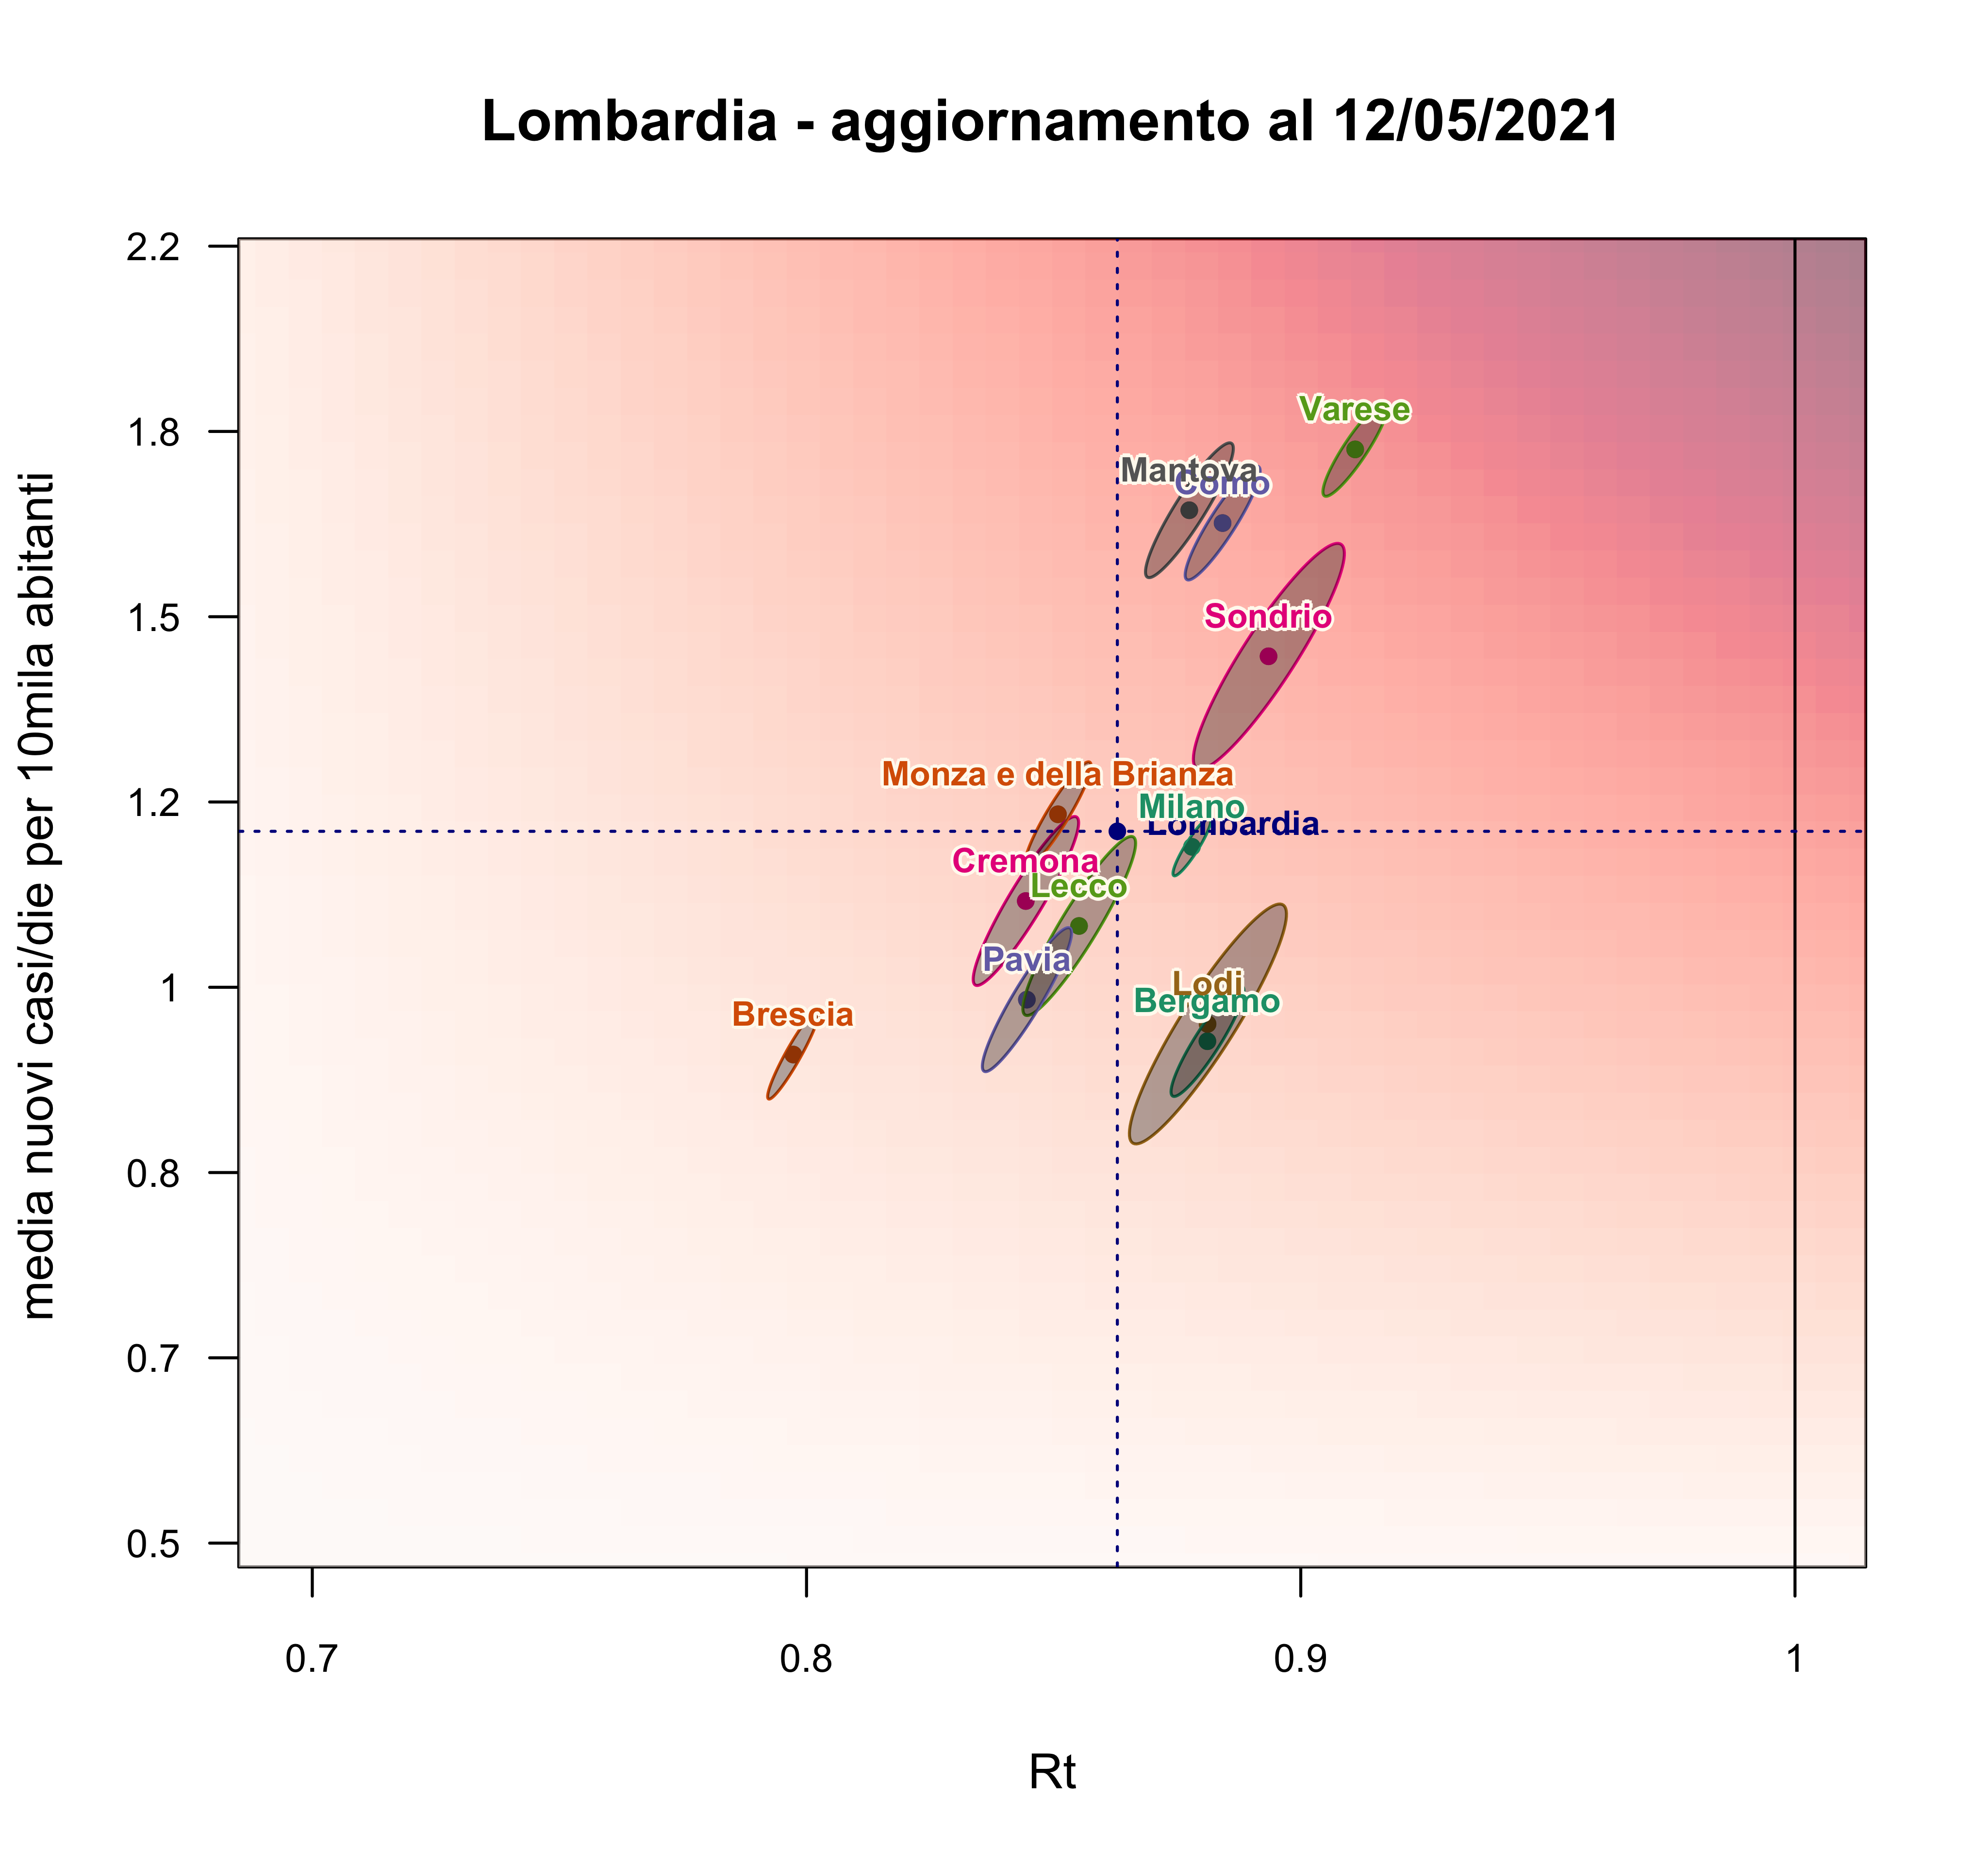 Lombardia - aggiornamento al 12/05/2021
media nuovi casi/die per 10mila abitanti
2.2
1.8
1.5
1.2
1
0.8
0.7
0.5
Varese
Mantova
Como
Sondrio
Monza e della Brianza
Milano
Lombardia
Cremona
Lecco
Pavia
Lodi
Bergamo
Brescia
0.7
0.8
0.9
1
Rt